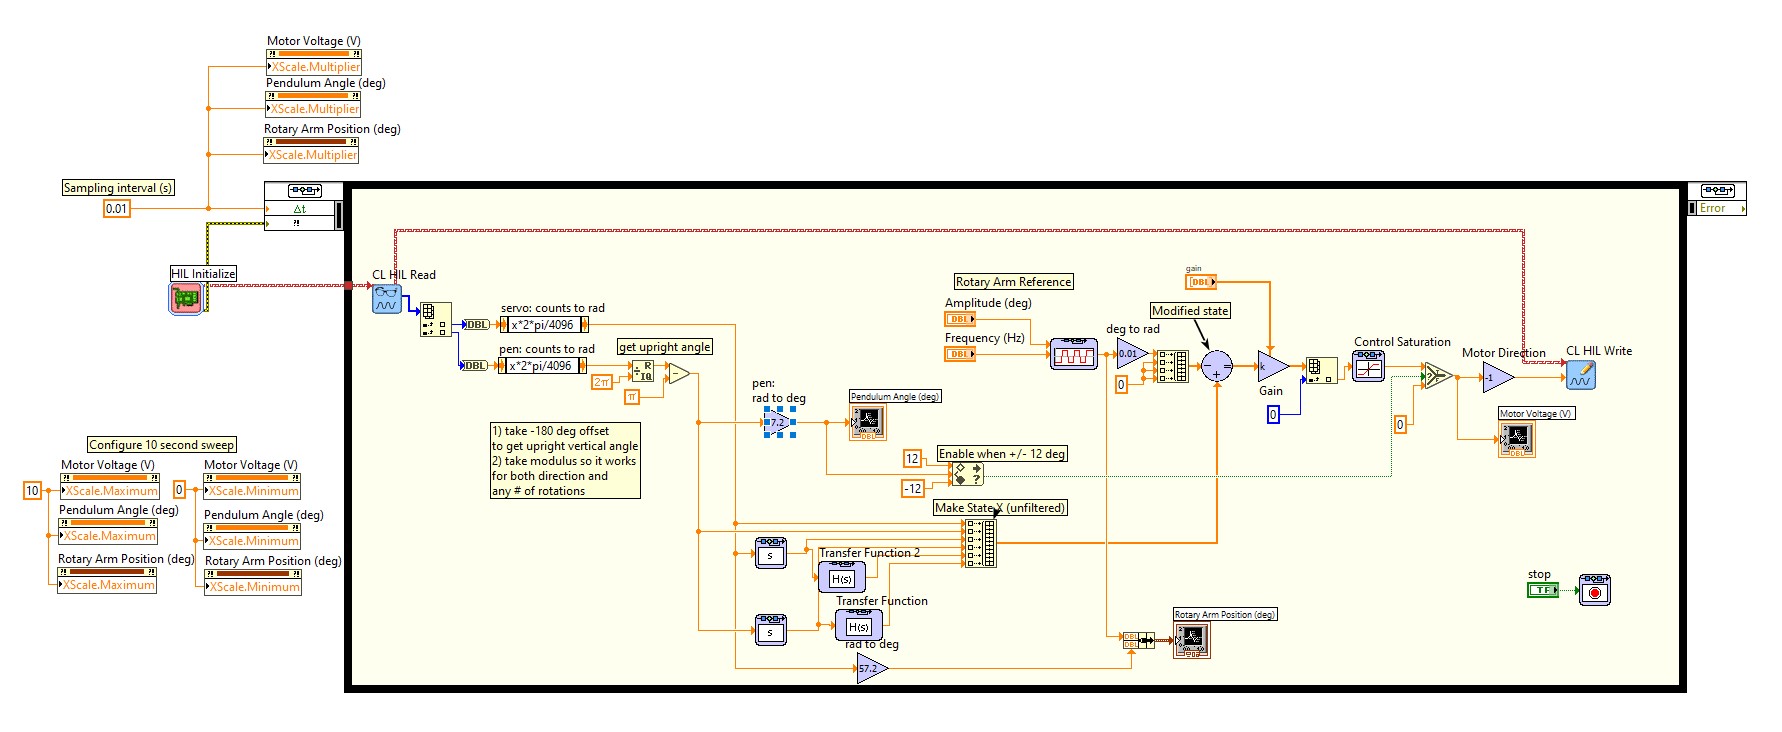 Motor Voltage (V)
XScale.Multiplier
Pendulum Angle (deg)
XScale.Multiplier
Rotary Arm Position (deg)
XScale.Multiplier
Sampling interval (s)
0.01
Δt
?!
Error
HIL Initialize
CL HIL Read
servo: counts to rad
DBL
x*2*pi/4096
pen: counts to rad
DBL
x*2*pi/4096
get upright angle
R
IQ
2π
π
-
1) take -180 deg offset
to get upright vertical angle
2) take modulus so it works
for both direction and
any # of rotations
pen:
rad to deg
7.2
Pendulum Angle (deg)
DBL
12
-12
Enable when +/- 12 deg
Make State X (unfiltered)
s
Transfer Function 2
H(s)
s
Transfer Function
H(s)
rad to deg
57.2
Rotary Arm Reference
Amplitude (deg)
DBL
Frequency (Hz)
DBL
deg to rad
0.01
0
Modified state
- + =
gain
[DBL]
k
Gain
0
Control Saturation
0
Motor Direction
-1
CL HIL Write
Motor Voltage (V)
DBL
stop
TF
DBL
DBL
Rotary Arm Position (deg)
Configure 10 second sweep
10
Motor Voltage (V)
XScale.Maximum
Pendulum Angle (deg)
XScale.Maximum
Rotary Arm Position (deg)
XScale.Maximum
0
Motor Voltage (V)
XScale.Minimum
Pendulum Angle (deg)
XScale.Minimum
Rotary Arm Position (deg)
XScale.Minimum